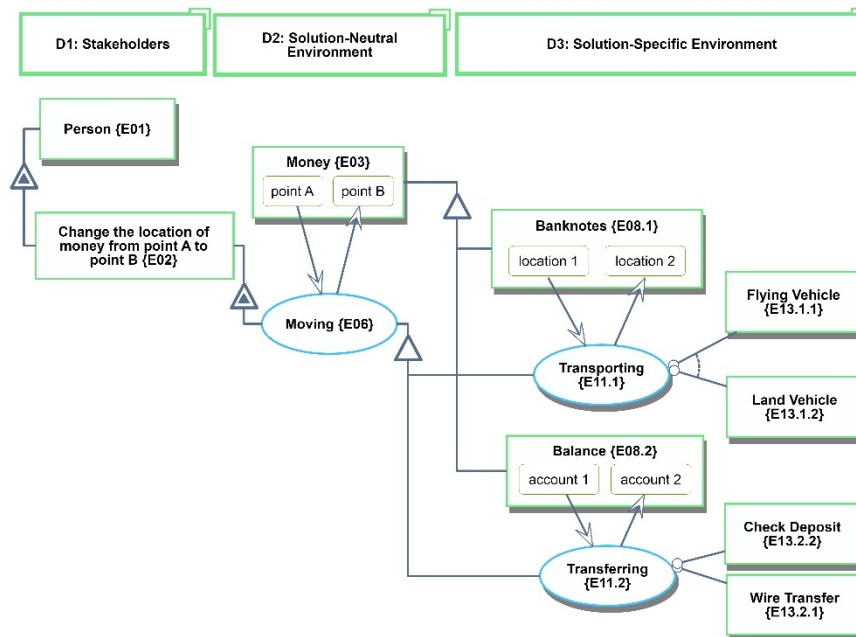 D1: Stakeholders
D2: Solution-Neutral
Environment
D3: Solution-Specific Environment
Person {E01}
Change the location of
money from point A to
point B {E02}
Money {E03}
point A
point B
Moving {E06}
Banknotes {E08.1}
location 1
location 2
Transporting
{E11.1}
Flying Vehicle
{E13.1.1}
Land Vehicle
{E13.1.2}
Balance {E08.2}
account 1
account 2
Transferring
{E11.2}
Check Deposit
{E13.2.2}
Wire Transfer
{E13.2.1}